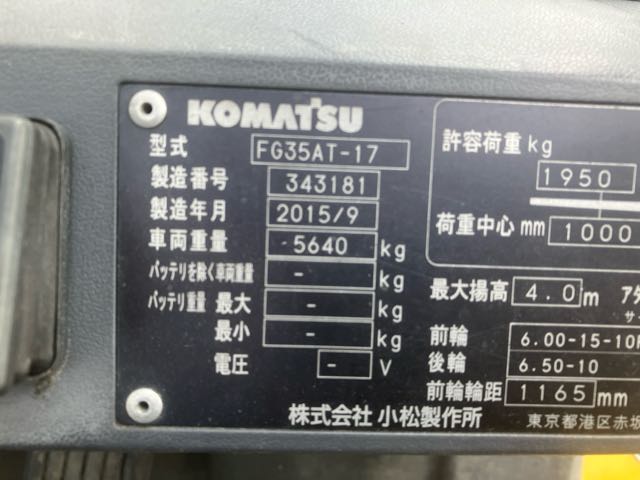 KOMATSU
型式 FG35AT-17
製造番号 343181
製造年月 2015/9
車両重量 5640 kg
バッテリを除く車両重量 - kg
バッテリ重量 最大 - kg
最小 - kg
電圧 - V
株式会社 小松製作所
許容荷重 kg
1950
荷重中心 mm 1000
最大揚高 4.0 m
前輪 6.00-15-10
後輪 6.50-10
前輪輪距 1165 mm
東京都港区赤坂